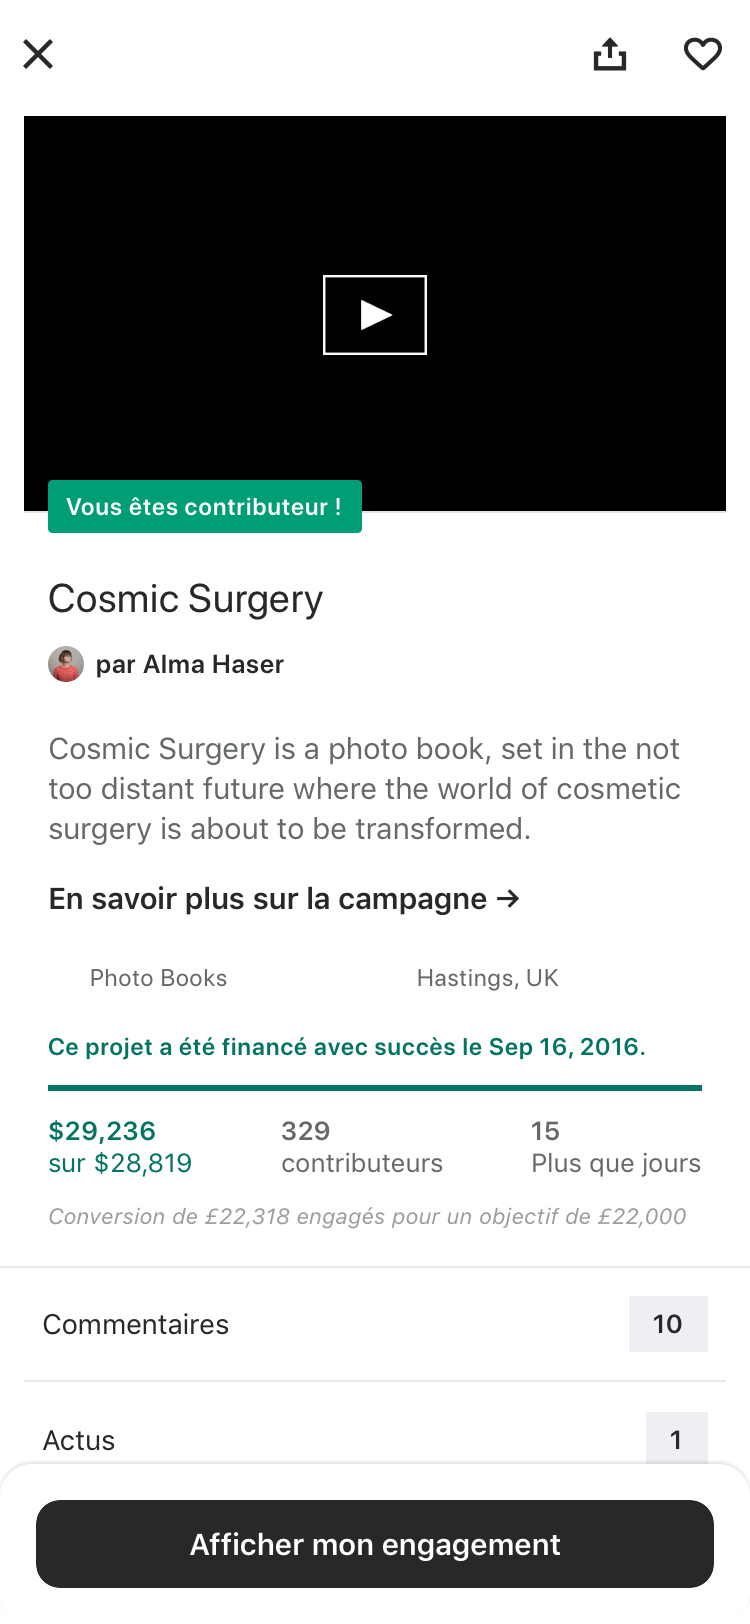 Vous êtes contributeur !
Cosmic Surgery
par Alma Haser
Cosmic Surgery is a photo book, set in the not
too distant future where the world of cosmetic
surgery is about to be transformed.
En savoir plus sur la campagne →
Photo Books
Hastings, UK
Ce projet a été financé avec succès le Sep 16, 2016.
$29,236
sur $28,819
329
contributeurs
15
Plus que jours
Conversion de £22,318 engagés pour un objectif de £22,000
Commentaires
10
Actus
1
Afficher mon engagement